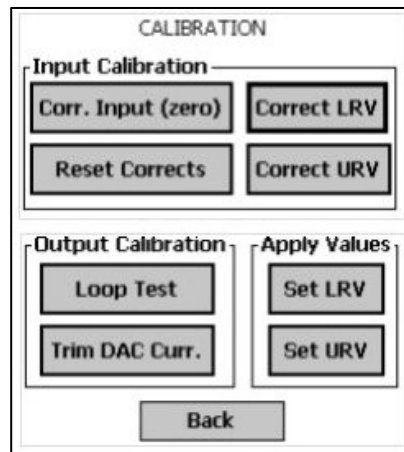 CALIBRATION
Input Calibration
Corr. Input (zero) Correct LRV
Reset Corrects Correct URV
Output Calibration Apply Values
Loop Test Set LRV
Trim DAC Curr. Set URV
Back